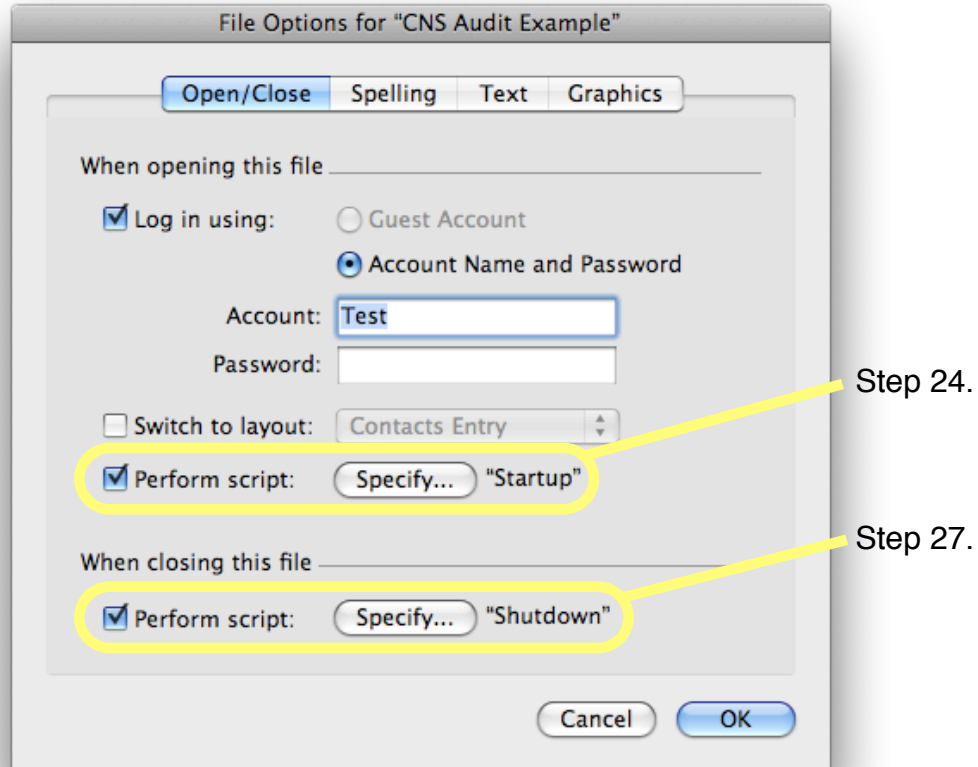 File Options for “CNS Audit Example”
Open/Close Spelling Text Graphics
When opening this file
Log in using: Guest Account
Account Name and Password
Account: Test
Password:
Step 24.
Switch to layout: Contacts Entry
Perform script: Specify... “Startup”
Step 27.
When closing this file
Perform script: Specify... “Shutdown”
Cancel OK